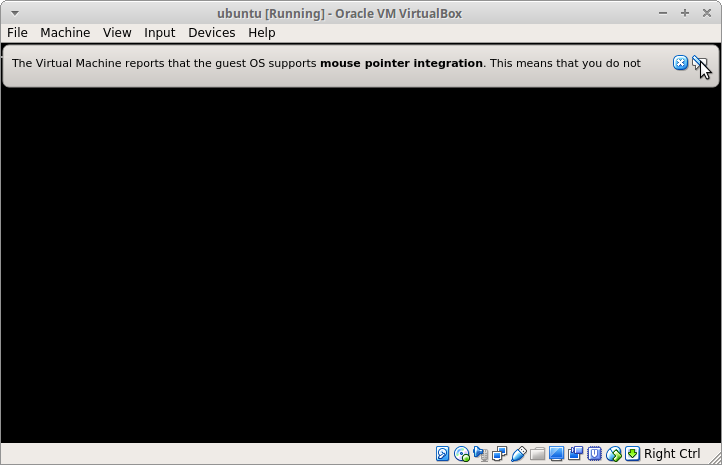 ubuntu [Running] - Oracle VM VirtualBox
File Machine View Input Devices Help
The Virtual Machine reports that the guest OS supports mouse pointer integration. This means that you do not
Right Ctrl